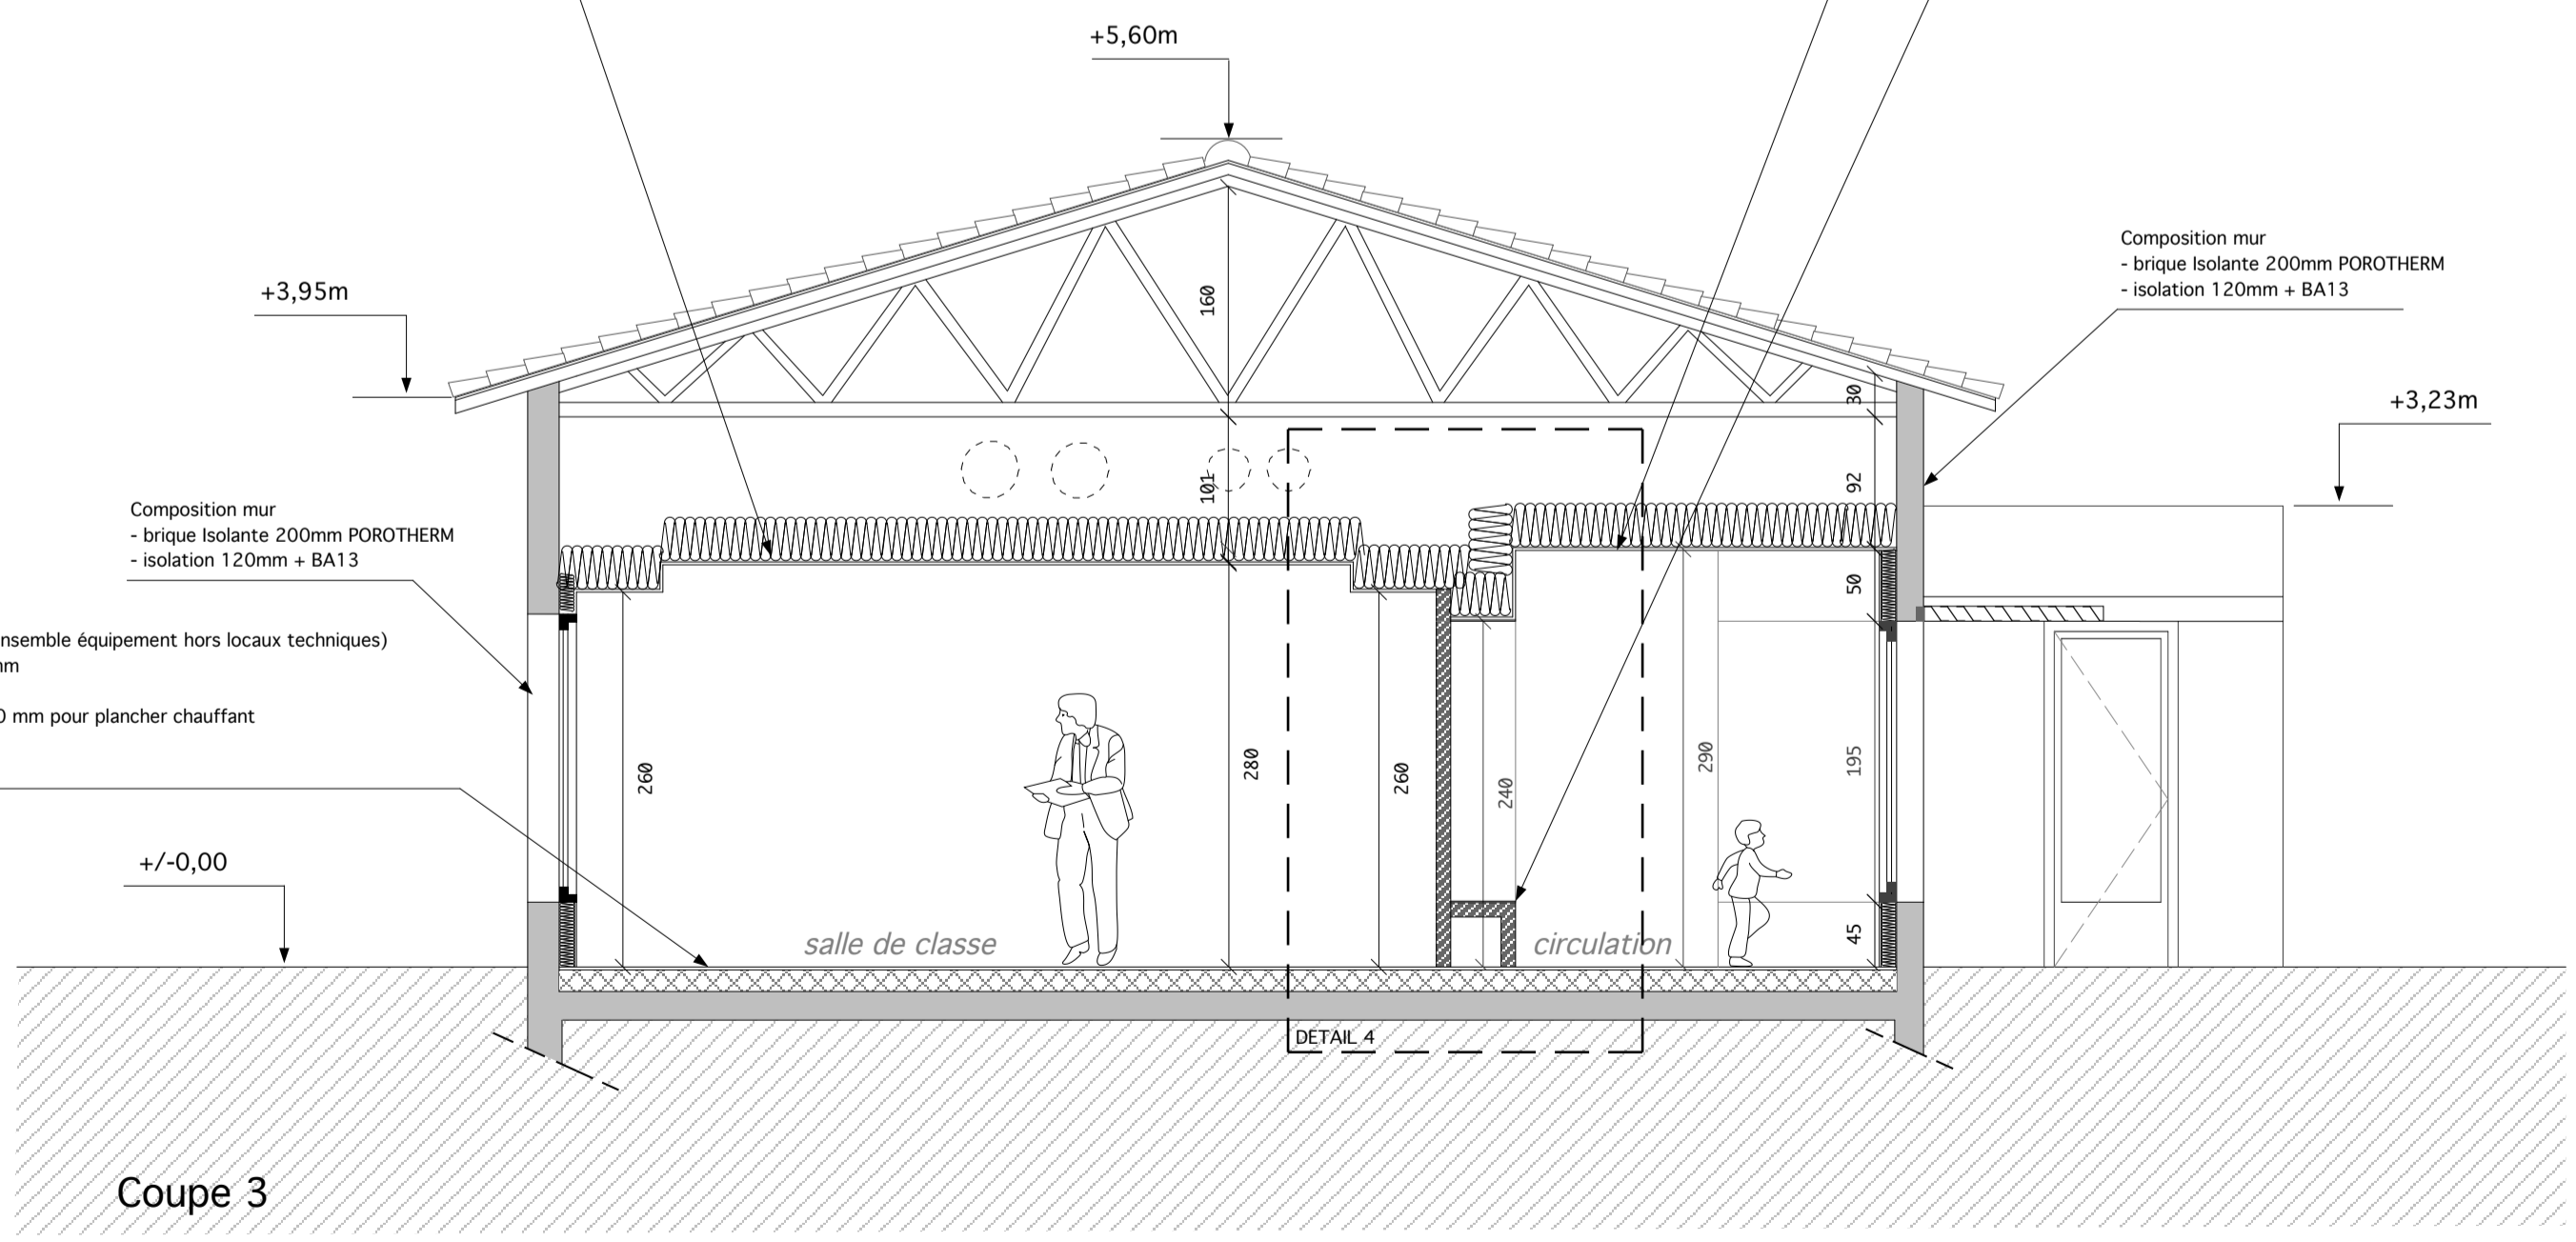 +5,60m
Composition mur
- brique Isolante 200mm POROTHERM
- isolation 120mm + BA13
+3,95m
160
30
+3,23m
101
92
Composition mur
- brique Isolante 200mm POROTHERM
- isolation 120mm + BA13
50
nsemble équipement hors locaux techniques)
0 mm pour plancher chauffant
260
280
260
240
290
195
+/-0,00
salle de classe
circulation
45
DETAIL 4
Coupe 3